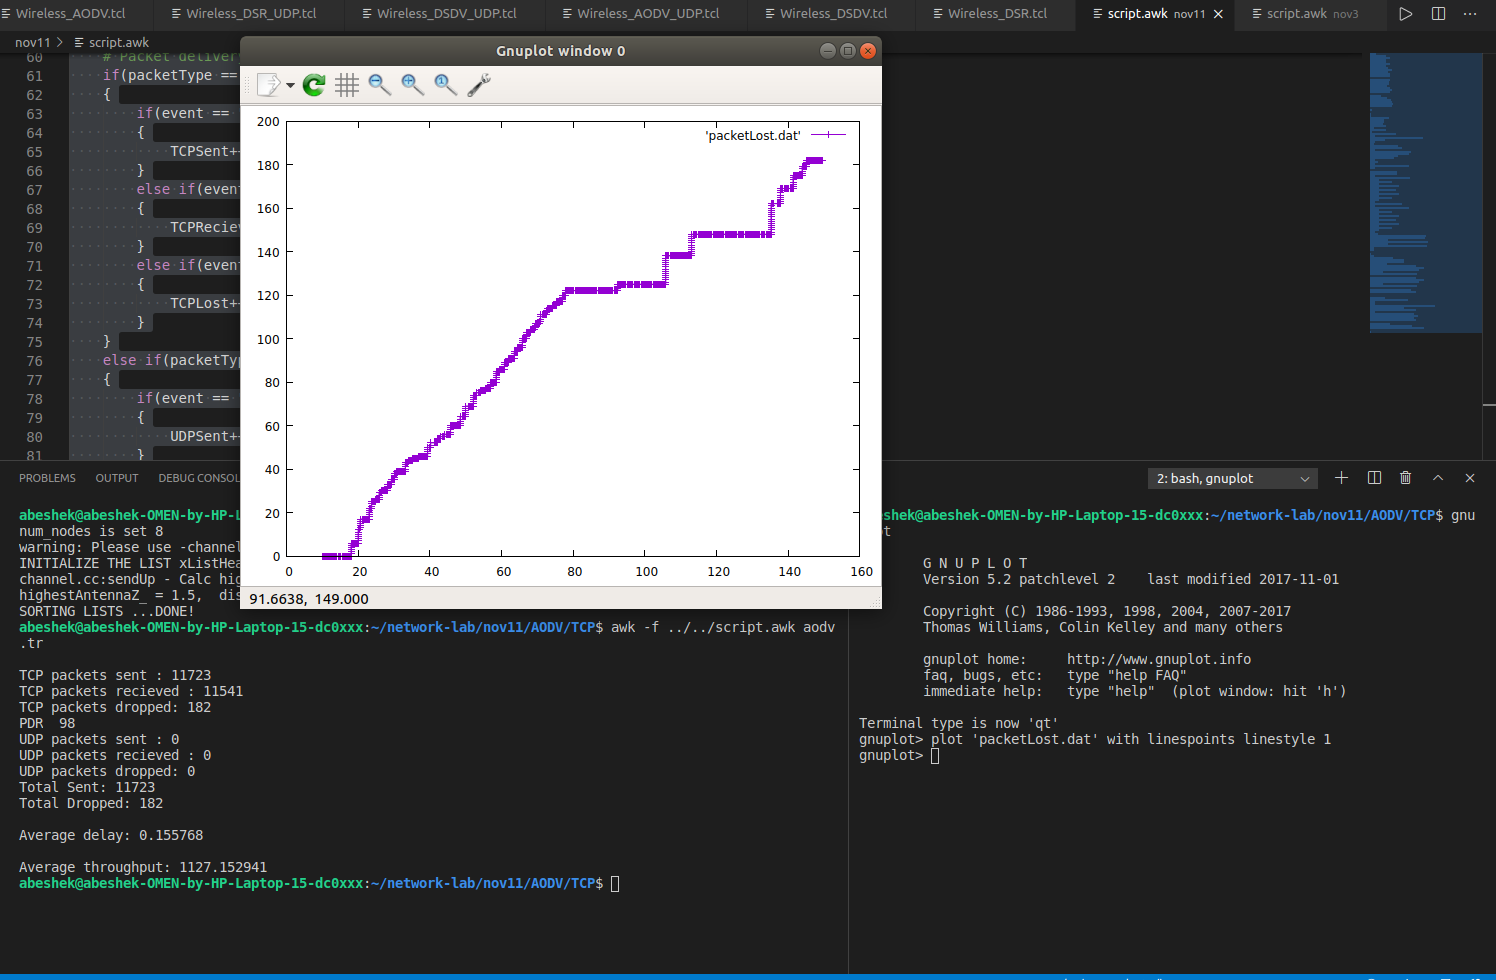 Wireless_AODV.tcl
Wireless_DSR_UDP.tcl
Wireless_DSDV_UDP.tcl
Wireless_AODV_UDP.tcl
Wireless_DSDV.tcl
Wireless_DSR.tcl
script.awk nov11
script.awk nov3
nov11 > script.awk
Gnuplot window 0
60 # Packet deliver
61 if(packetType ==
62 {
63 if(event ==
64 {
65 TCPSent+
66 }
67 else if(event
68 {
69 TCPReciev
70 }
71 else if(event
72 {
73 TCPLost+
74 }
75 }
76 else if(packetTyp
77 {
78 if(event ==
79 {
80 UDPSent+
81 }
200
180
160
140
120
100
80
60
40
20
0
0 20 40 60 80 100 120 140 160
'packetLost.dat'
91.6638, 149.000
PROBLEMS OUTPUT DEBUG CONSOL
2: bash, gnuplot
abeshek@abeshek-OMEN-by-HP-L
num_nodes is set 8
warning: Please use -channel
INITIALIZE THE LIST xListHea
channel.cc:sendUp - Calc hig
highestAntennaZ_ = 1.5, dis
SORTING LISTS ...DONE!
abeshek@abeshek-OMEN-by-HP-Laptop-15-dc0xxx:~/network-lab/nov11/AODV/TCP$ awk -f ../../script.awk aodv
.tr
TCP packets sent : 11723
TCP packets recieved : 11541
TCP packets dropped: 182
PDR 98
UDP packets sent : 0
UDP packets recieved : 0
UDP packets dropped: 0
Total Sent: 11723
Total Dropped: 182
Average delay: 0.155768
Average throughput: 1127.152941
abeshek@abeshek-OMEN-by-HP-Laptop-15-dc0xxx:~/network-lab/nov11/AODV/TCP$
shek@abeshek-OMEN-by-HP-Laptop-15-dc0xxx:~/network-lab/nov11/AODV/TCP$ gnu
ot
G N U P L O T
Version 5.2 patchlevel 2 last modified 2017-11-01
Copyright (C) 1986-1993, 1998, 2004, 2007-2017
Thomas Williams, Colin Kelley and many others
gnuplot home: http://www.gnuplot.info
faq, bugs, etc: type "help FAQ"
immediate help: type "help" (plot window: hit 'h')
Terminal type is now 'qt'
gnuplot> plot 'packetLost.dat' with linespoints linestyle 1
gnuplot>